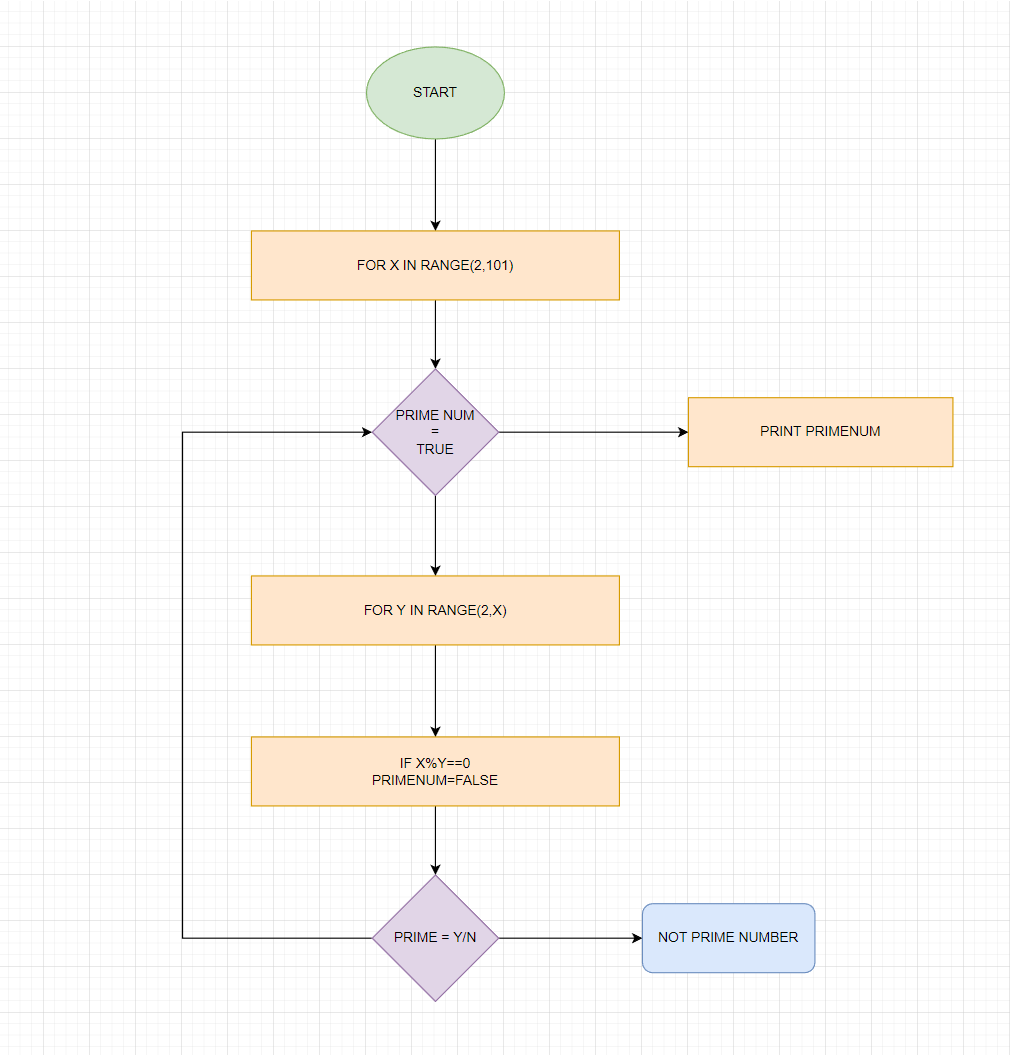 START
FOR X IN RANGE(2,101)
PRIME NUM
=
TRUE
PRINT PRIMENUM
FOR Y IN RANGE(2,X)
IF X%Y==0
PRIMENUM=FALSE
PRIME = Y/N
NOT PRIME NUMBER